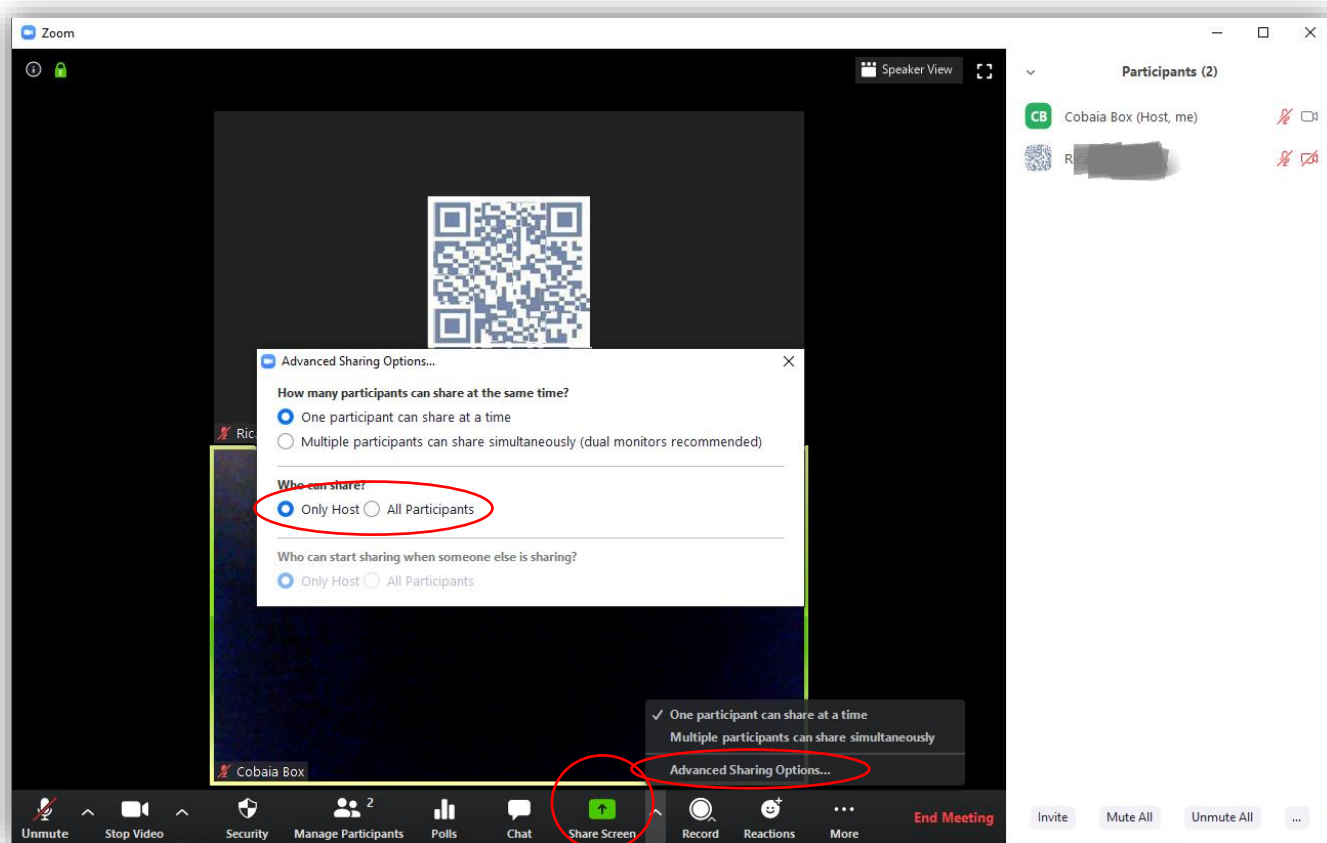 Zoom
Speaker View
Participants (2)
CB Cobaia Box (Host, me)
R
Advanced Sharing Options...
How many participants can share at the same time?
One participant can share at a time
Multiple participants can share simultaneously (dual monitors recommended)
Ric
Who can share?
Only Host All Participants
Who can start sharing when someone else is sharing?
Only Host All Participants
One participant can share at a time
Multiple participants can share simultaneously
Advanced Sharing Options...
Cobaia Box
2
Unmute Stop Video Security Manage Participants Polls Chat Share Screen Record Reactions More End Meeting
Invite Mute All Unmute All ...